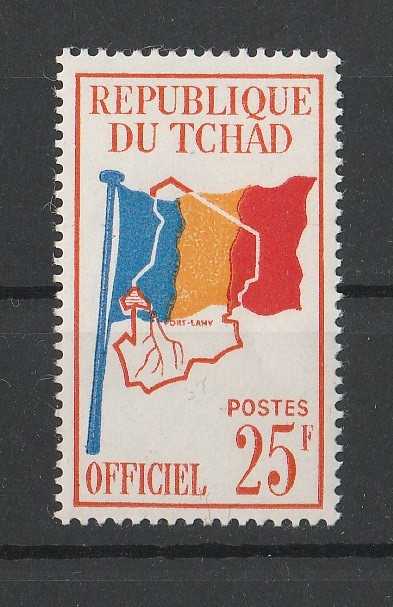 REPUBLIQUE
DU TCHAD
FORT-LAMY
POSTES
OFFICIEL 25F